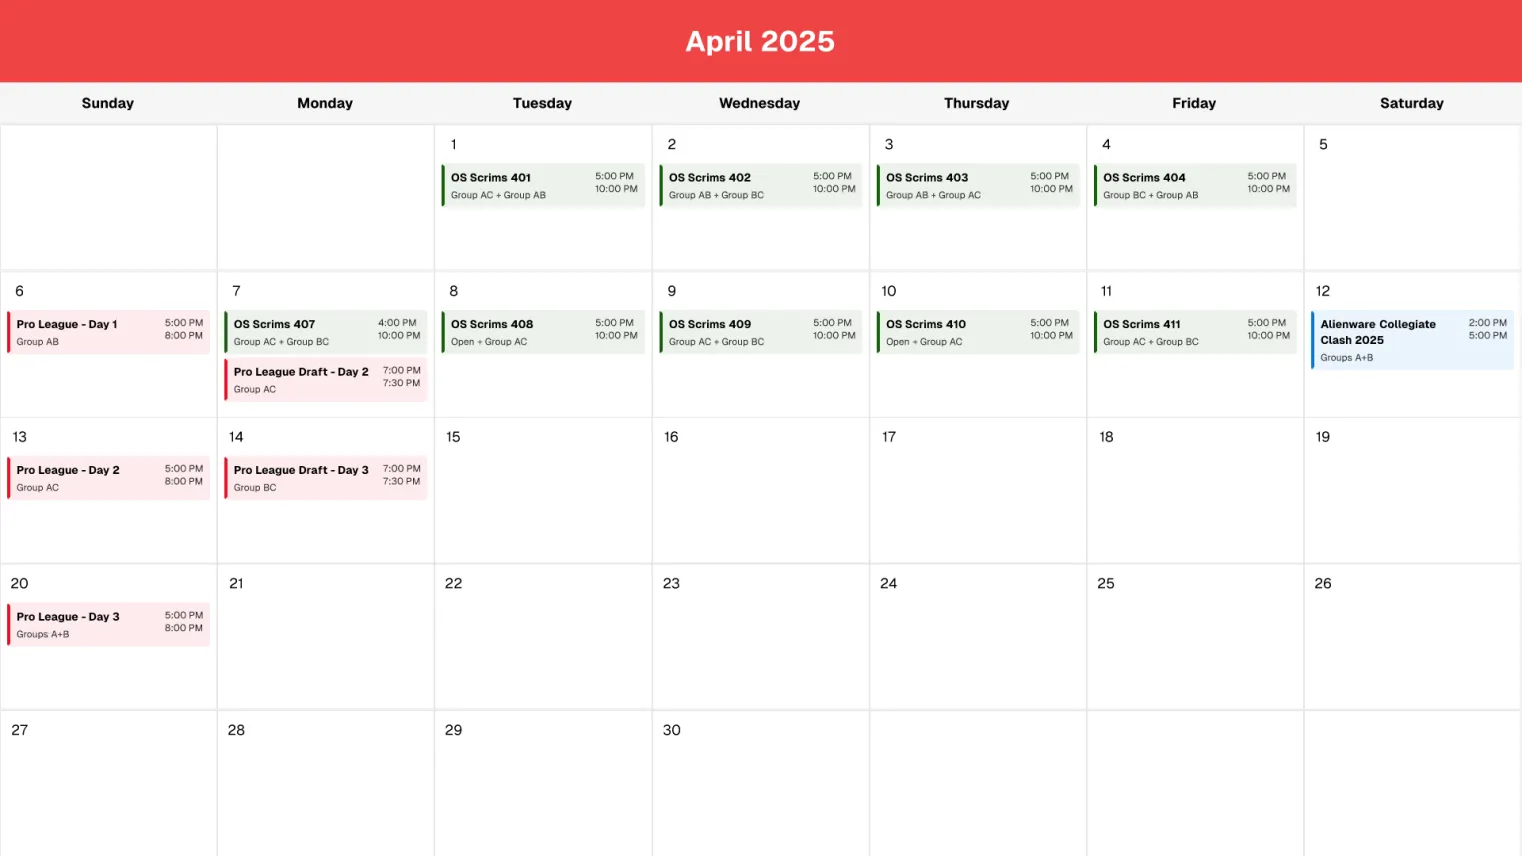 April 2025
Sunday Monday Tuesday Wednesday Thursday Friday Saturday
1
OS Scrims 401 5:00 PM
Group AC + Group AB 10:00 PM
2
OS Scrims 402 5:00 PM
Group AB + Group BC 10:00 PM
3
OS Scrims 403 5:00 PM
Group AB + Group AC 10:00 PM
4
OS Scrims 404 5:00 PM
Group BC + Group AB 10:00 PM
5
6
Pro League - Day 1 5:00 PM
Group AB 8:00 PM
7
OS Scrims 407 4:00 PM
Group AC + Group BC 10:00 PM
Pro League Draft - Day 2 7:00 PM
Group AC 7:30 PM
8
OS Scrims 408 5:00 PM
Open + Group AC 10:00 PM
9
OS Scrims 409 5:00 PM
Group AC + Group BC 10:00 PM
10
OS Scrims 410 5:00 PM
Open + Group AC 10:00 PM
11
OS Scrims 411 5:00 PM
Group AC + Group BC 10:00 PM
12
Alienware Collegiate 2:00 PM
Clash 2025 5:00 PM
Groups A+B
13
Pro League - Day 2 5:00 PM
Group AC 8:00 PM
14
Pro League Draft - Day 3 7:00 PM
Group BC 7:30 PM
15
16
17
18
19
20
Pro League - Day 3 5:00 PM
Groups A+B 8:00 PM
21
22
23
24
25
26
27
28
29
30